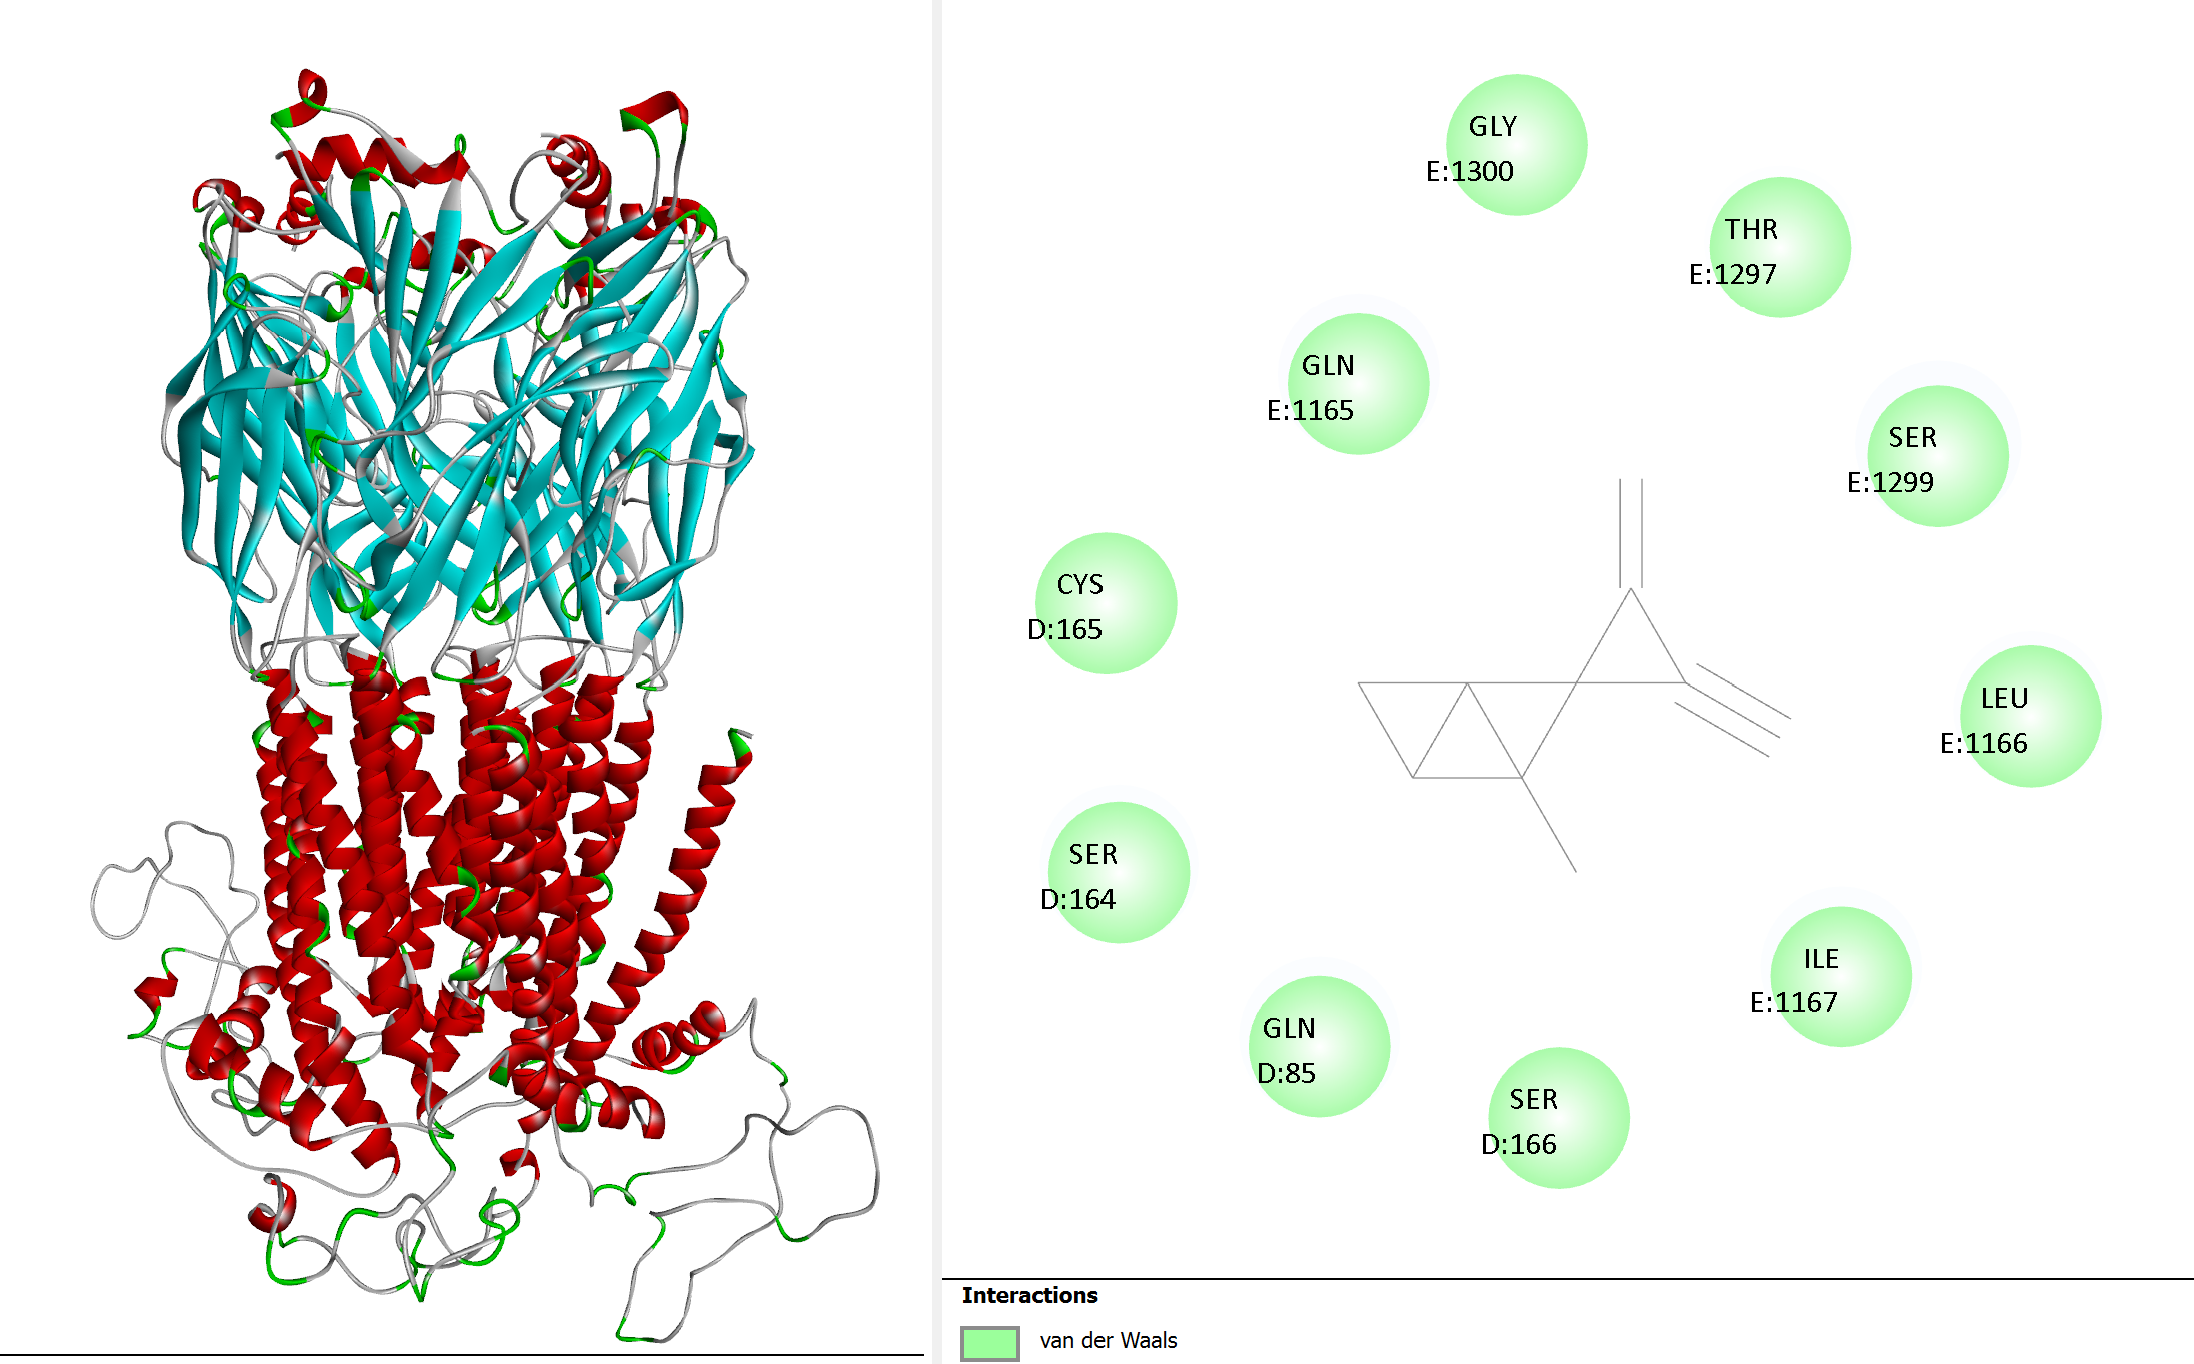 GLY
E:1300
THR
E:1297
GLN
E:1165
SER
E:1299
CYS
D:165
LEU
E:1166
SER
D:164
ILE
E:1167
GLN
D:85
SER
D:166
Interactions
van der Waals